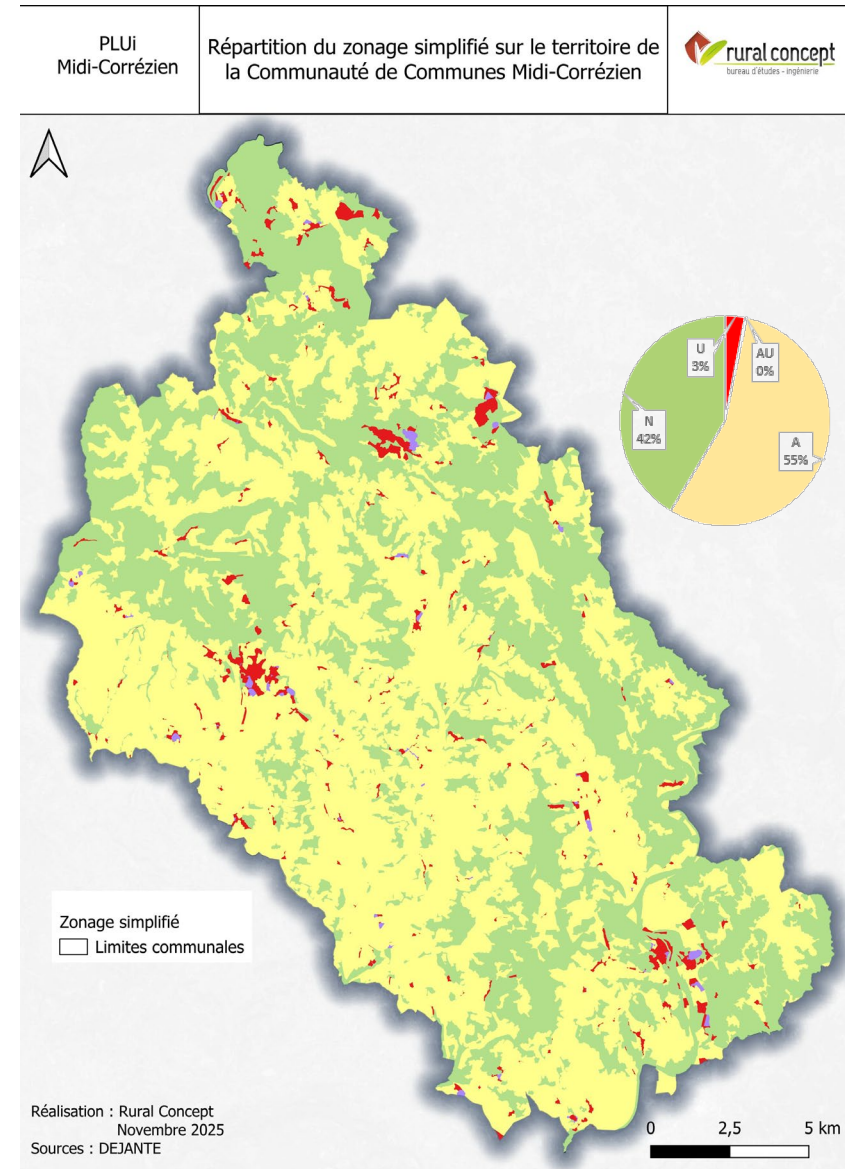 PLUi
Midi-Corrézien
Répartition du zonage simplifié sur le territoire de
la Communauté de Communes Midi-Corrézien
rural concept
bureau d'études - ingénierie
U
3%
AU
0%
N
42%
A
55%
Zonage simplifié
Limites communales
Réalisation : Rural Concept
Novembre 2025
Sources : DEJANTE
0 2,5 5 km